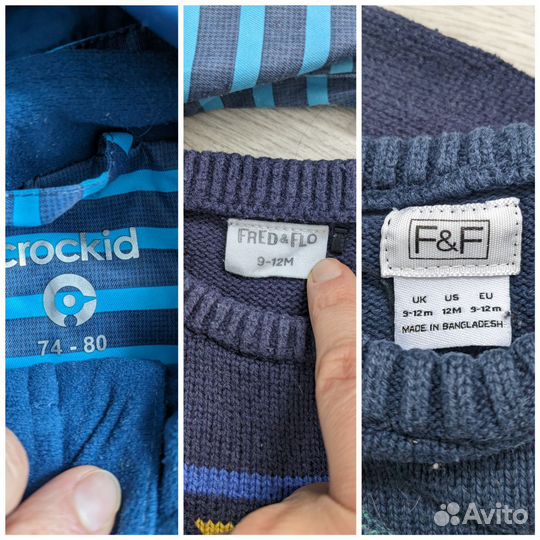 crockid
74 - 80
FRED & FLO
9-12M
F&F
UK US EU
9-12m 12M 9-12m
MADE IN BANGLADESH
Avito